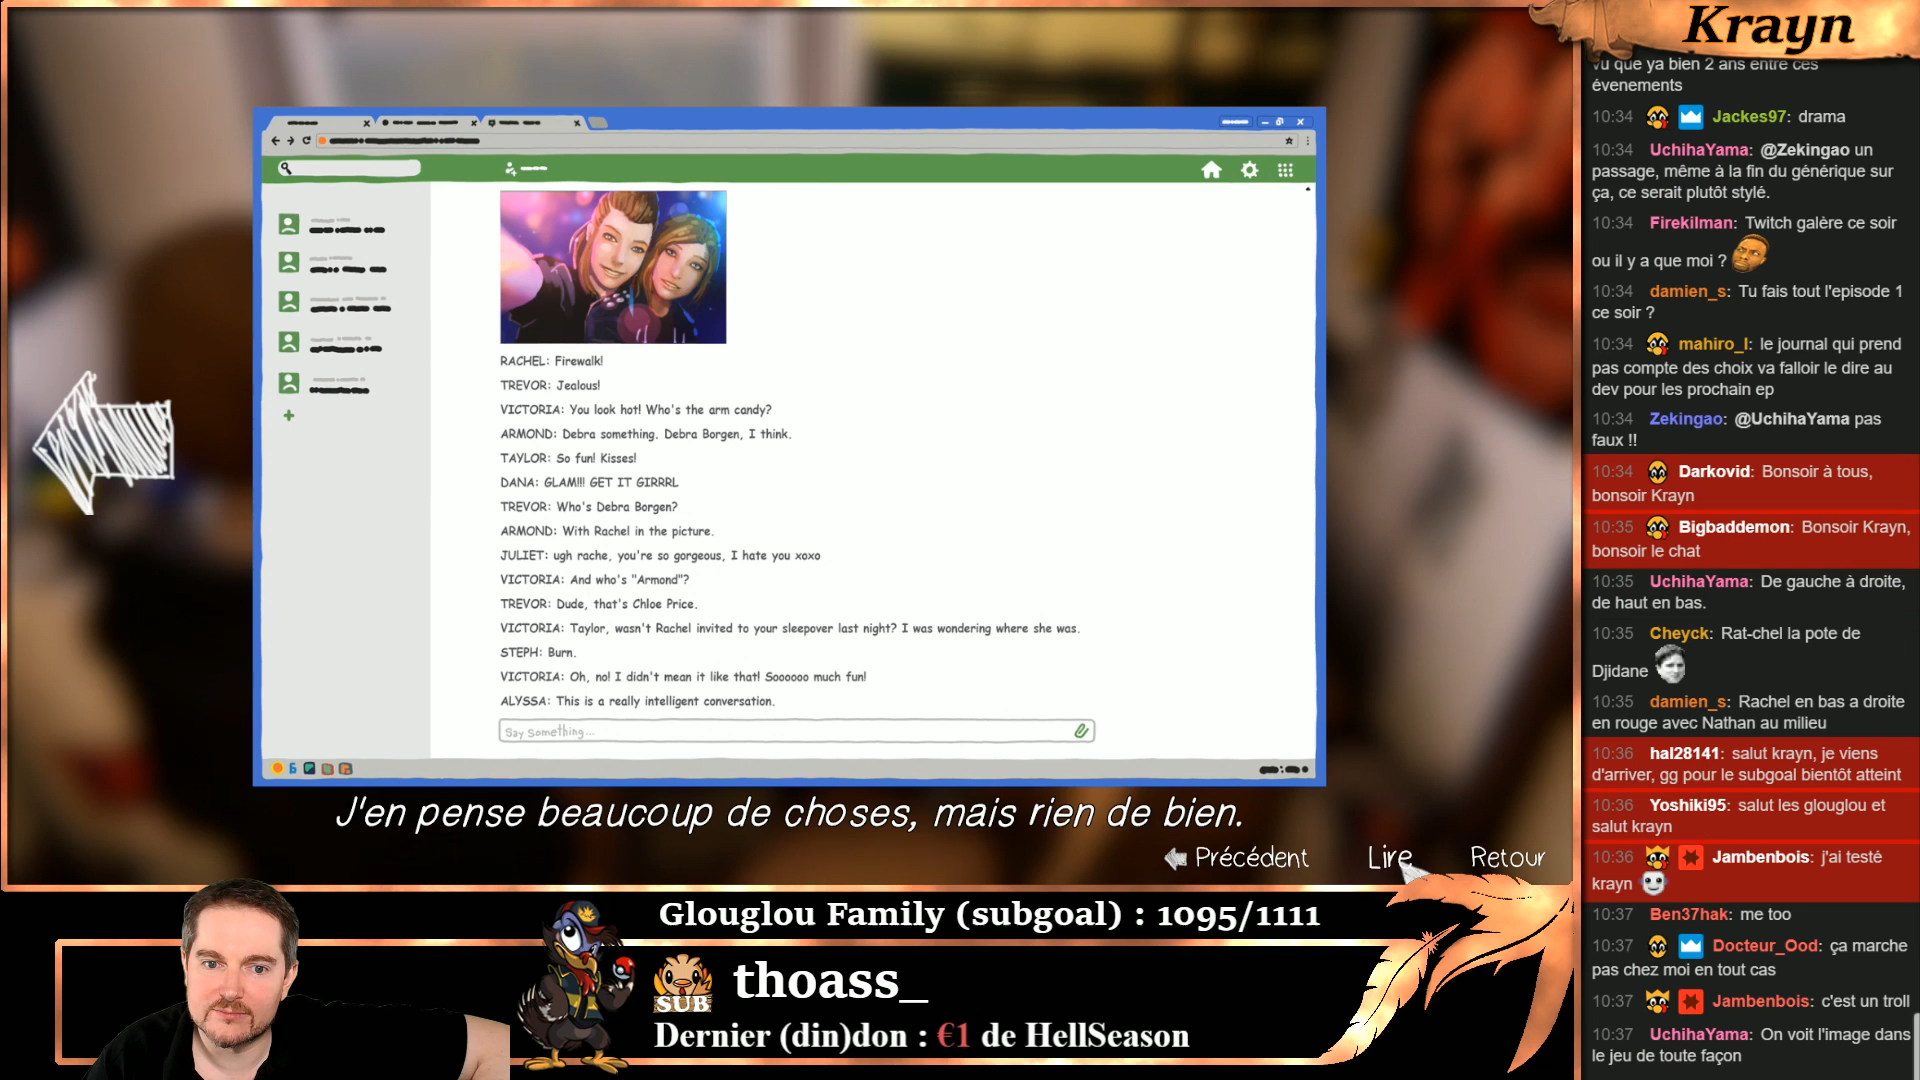 Krayn
vu que ya bien 2 ans entre ces
évenements
10:34 Jackes97: drama
10:34 UchihaYama: @Zekingao un
passage, même à la fin du générique sur
ça, ce serait plutôt stylé.
10:34 Firekilman: Twitch galère ce soir
ou il y a que moi ?
10:34 damien_s: Tu fais tout l'episode 1
ce soir ?
10:34 mahiro_l: le journal qui prend
pas compte des choix va falloir le dire au
dev pour les prochain ep
10:34 Zekingao: @UchihaYama pas
faux !!
10:34 Darkovid: Bonsoir à tous,
bonsoir Krayn
10:35 Bigbaddemon: Bonsoir Krayn,
bonsoir le chat
10:35 UchihaYama: De gauche à droite,
de haut en bas.
10:35 Cheyck: Rat-chel la pote de
Djidane
10:35 damien_s: Rachel en bas a droite
en rouge avec Nathan au milieu
10:36 hal28141: salut krayn, je viens
d'arriver, gg pour le subgoal bientôt atteint
10:36 Yoshiki95: salut les glouglou et
salut krayn
10:36 Jambenbois: j'ai testé
krayn
10:37 Ben37hak: me too
10:37 Docteur_Ood: ça marche
pas chez moi en tout cas
10:37 Jambenbois: c'est un troll
10:37 UchihaYama: On voit l'image dans
le jeu de toute façon
RACHEL: Firewalk!
TREVOR: Jealous!
VICTORIA: You look hot! Who's the arm candy?
ARMOND: Debra something. Debra Borgen, I think.
TAYLOR: So fun! Kisses!
DANA: GLAM!!! GET IT GIRRRL
TREVOR: Who's Debra Borgen?
ARMOND: With Rachel in the picture.
JULIET: ugh rache, you're so gorgeous, I hate you xoxo
VICTORIA: And who's "Armond"?
TREVOR: Dude, that's Chloe Price.
VICTORIA: Taylor, wasn't Rachel invited to your sleepover last night? I was wondering where she was.
STEPH: Burn.
VICTORIA: Oh, no! I didn't mean it like that! Soooooo much fun!
ALYSSA: This is a really intelligent conversation.
Say Something...
J'en pense beaucoup de choses, mais rien de bien.
Précédent Lire Retour
Glouglou Family (subgoal) : 1095/1111
SUB thoass_
Dernier (din)don : €1 de HellSeason